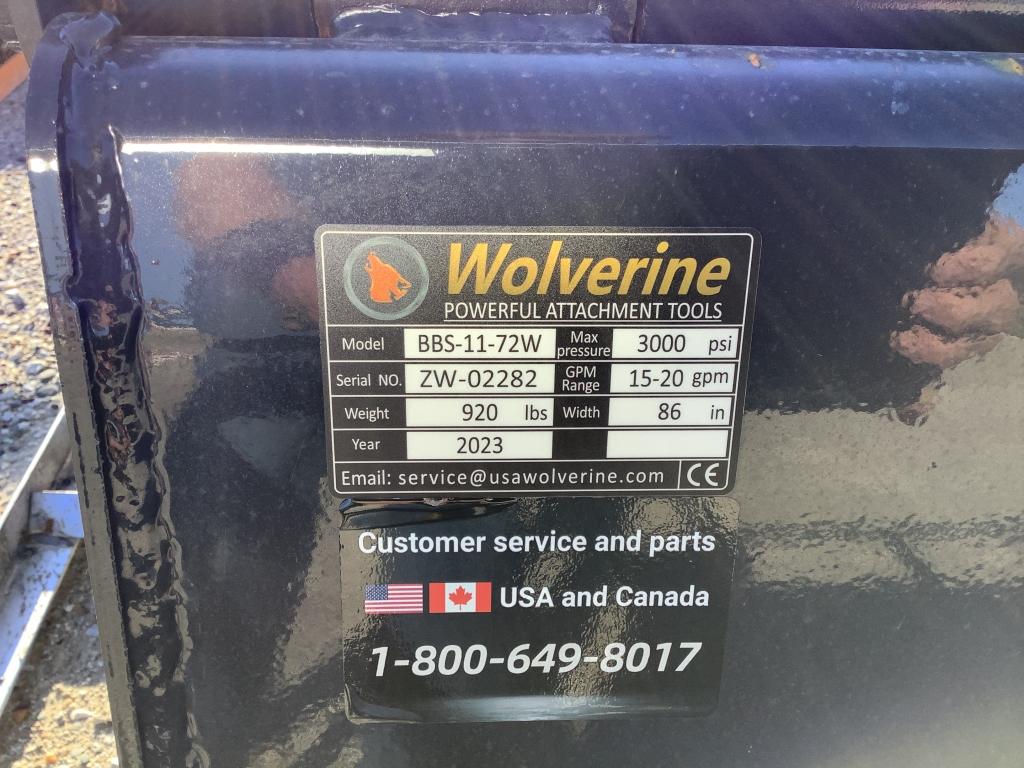 Wolverine
POWERFUL ATTACHMENT TOOLS
Model BBS-11-72W Max pressure 3000 psi
Serial NO. ZW-02282 GPM Range 15-20 gpm
Weight 920 lbs Width 86 in
Year 2023
Email: service@usawolverine.com CE
Customer service and parts
USA and Canada
1-800-649-8017